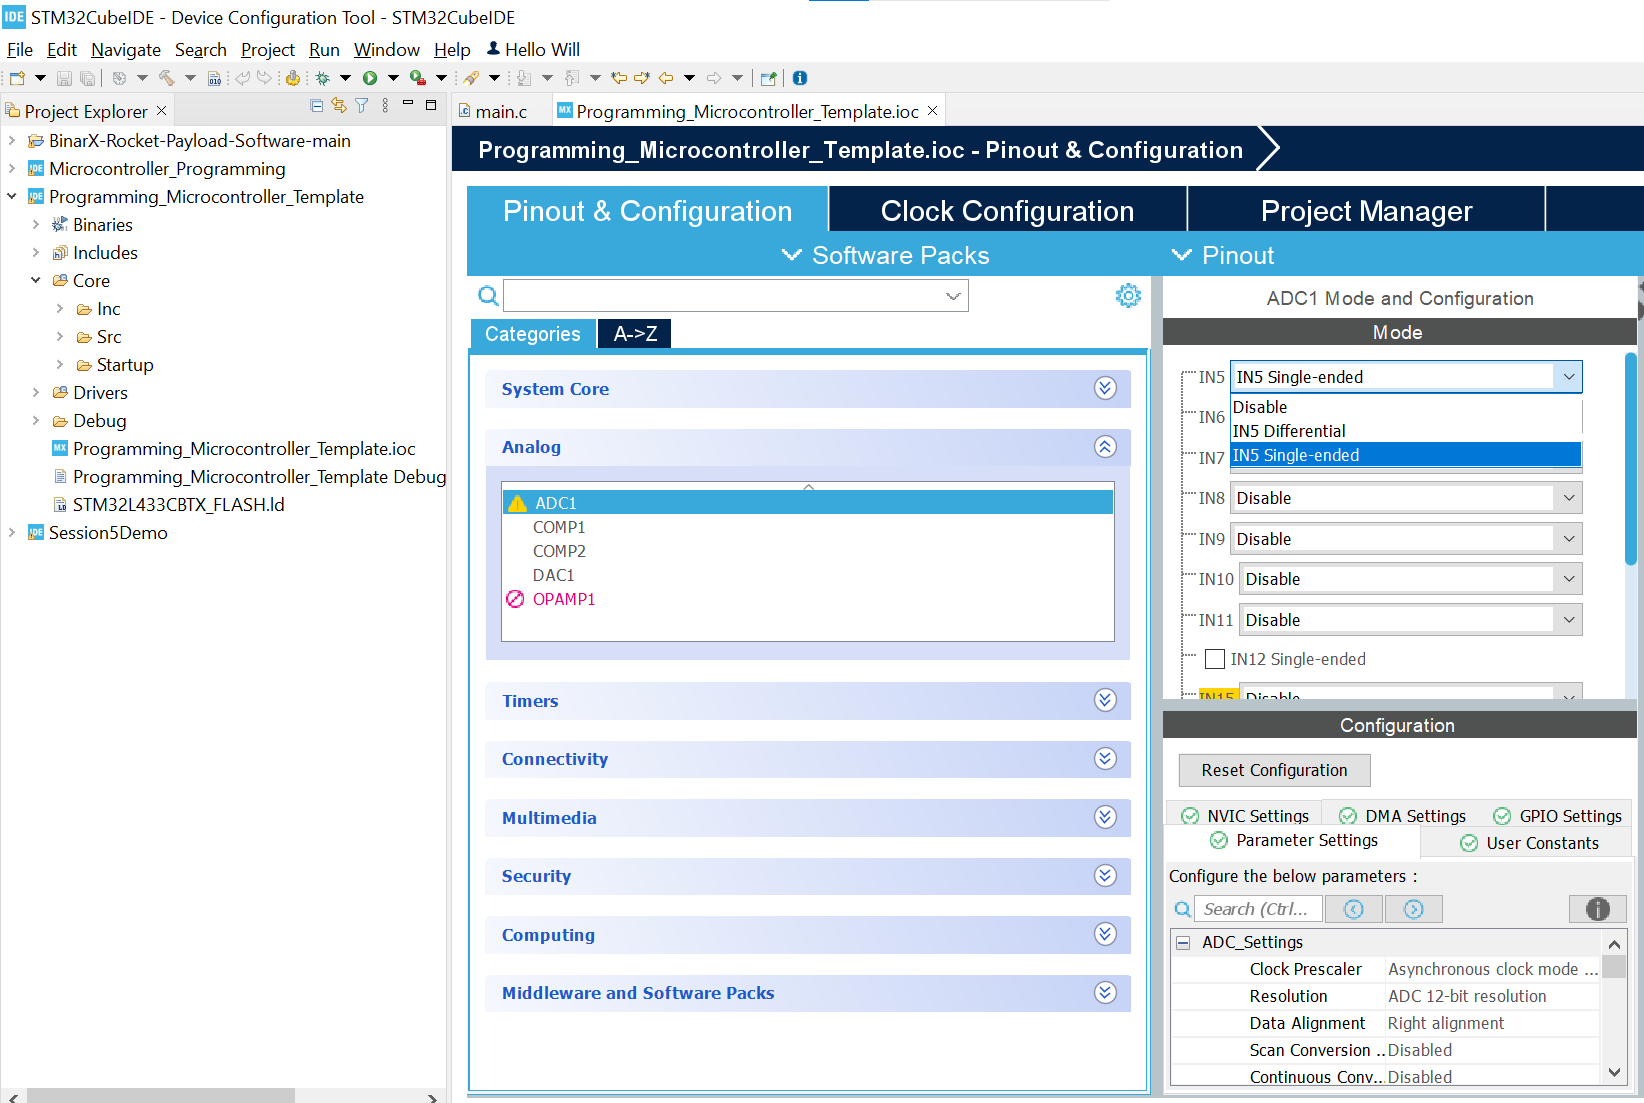 IDE STM32CubeIDE - Device Configuration Tool - STM32CubeIDE
File Edit Navigate Search Project Run Window Help Hello Will
Project Explorer
main.c
MX Programming_Microcontroller_Template.ioc
BinarX-Rocket-Payload-Software-main
IDE Microcontroller_Programming
IDE Programming_Microcontroller_Template
Binaries
Includes
Core
Inc
Src
Startup
Drivers
Debug
MX Programming_Microcontroller_Template.ioc
Programming_Microcontroller_Template Debug
STM32L433CBTX_FLASH.ld
IDE Session5Demo
Programming_Microcontroller_Template.ioc - Pinout & Configuration
Pinout & Configuration
Clock Configuration
Project Manager
Software Packs
Pinout
Categories
A->Z
System Core
Analog
ADC1
COMP1
COMP2
DAC1
OPAMP1
Timers
Connectivity
Multimedia
Security
Computing
Middleware and Software Packs
ADC1 Mode and Configuration
Mode
IN5 IN5 Single-ended
Disable
IN5 Differential
IN5 Single-ended
IN6
IN7
IN8 Disable
IN9 Disable
IN10 Disable
IN11 Disable
IN12 Single-ended
IN15 Disable
Configuration
Reset Configuration
NVIC Settings
DMA Settings
GPIO Settings
Parameter Settings
User Constants
Configure the below parameters :
Search (Ctrl...
ADC_Settings
Clock Prescaler Asynchronous clock mode ...
Resolution ADC 12-bit resolution
Data Alignment Right alignment
Scan Conversion ... Disabled
Continuous Conv... Disabled